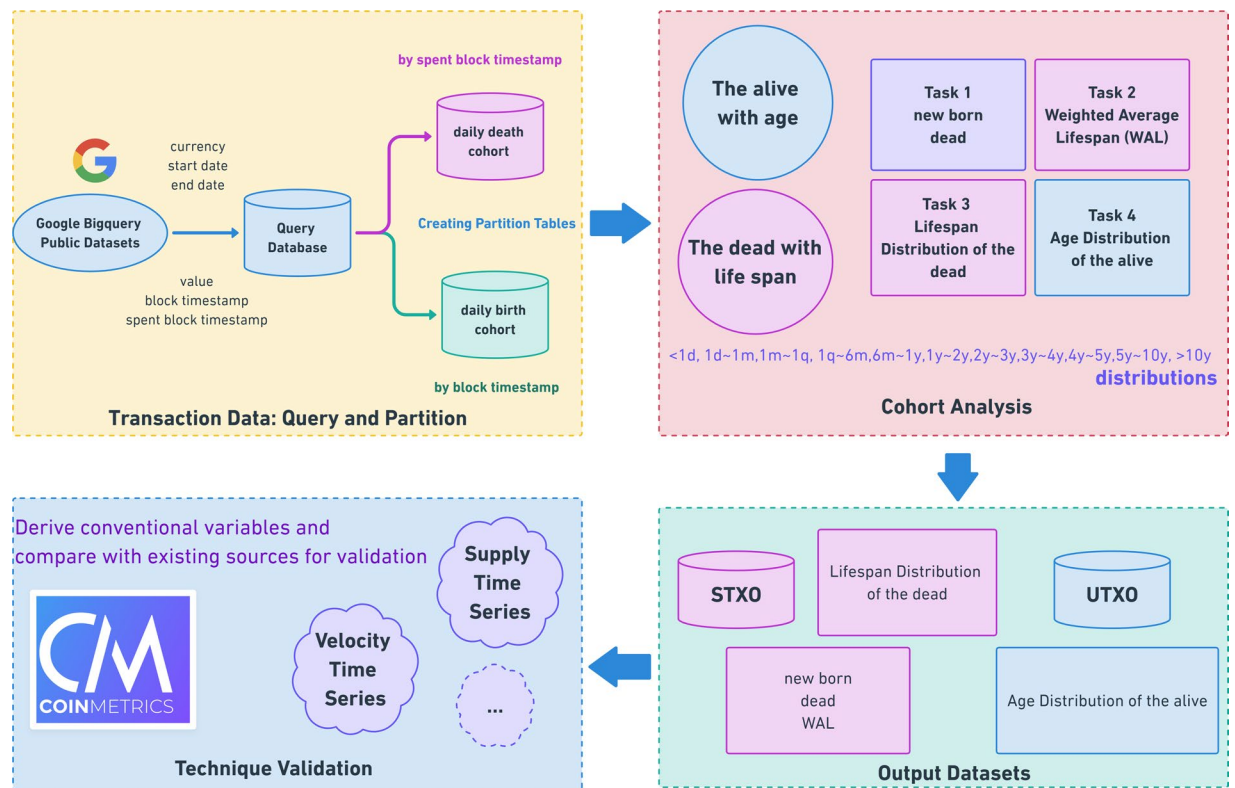 by spent block timestamp
daily death
cohort
currency
start date
end date
Google Bigquery
Public Datasets
Query
Database
Creating Partition Tables
value
block timestamp
spent block timestamp
daily birth
cohort
by block timestamp
Transaction Data: Query and Partition
The alive
with age
Task 1
new born
dead
Task 2
Weighted Average
Lifespan (WAL)
The dead with
life span
Task 3
Lifespan
Distribution of the
dead
Task 4
Age Distribution
of the alive
<1d, 1d~1m,1m~1q, 1q~6m,6m~1y,1y~2y,2y~3y,3y~4y,4y~5y,5y~10y, >10y
distributions
Cohort Analysis
Derive conventional variables and
compare with existing sources for validation
CM
COINMETRICS
Supply
Time
Series
Velocity
Time
Series
...
Technique Validation
STXO
Lifespan Distribution
of the dead
UTXO
new born
dead
WAL
Age Distribution of the alive
Output Datasets